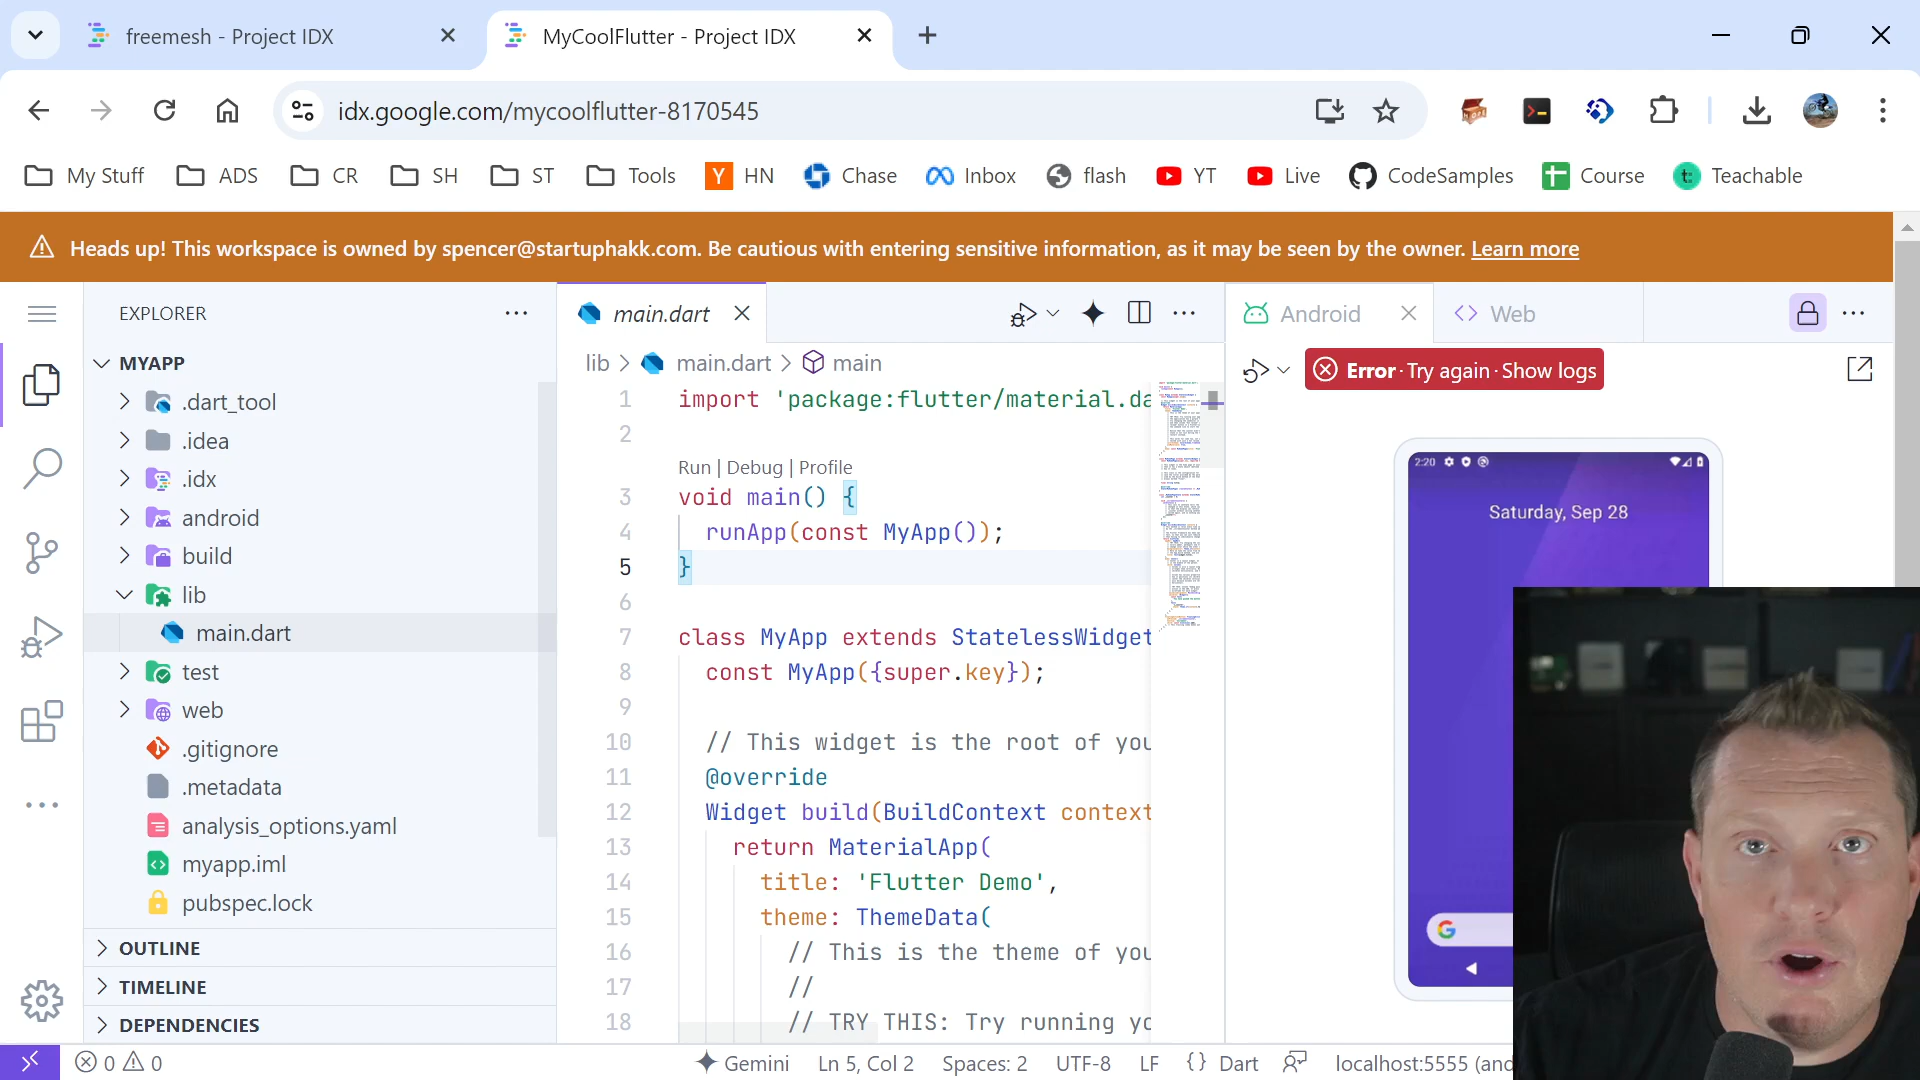 freemesh - Project IDX
MyCoolFlutter - Project IDX
idx.google.com/mycoolflutter-8170545
My Stuff ADS CR SH ST Tools HN Chase Inbox flash YT Live CodeSamples Course Teachable
Heads up! This workspace is owned by spencer@startuphakk.com. Be cautious with entering sensitive information, as it may be seen by the owner. Learn more
EXPLORER
MYAPP
.dart_tool
.idea
.idx
android
build
lib
main.dart
test
web
.gitignore
.metadata
analysis_options.yaml
myapp.iml
pubspec.lock
OUTLINE
TIMELINE
DEPENDENCIES
main.dart
lib > main.dart > main
1 import 'package:flutter/material.da
2
Run | Debug | Profile
3 void main() {
4 runApp(const MyApp());
5 }
6
7 class MyApp extends StatelessWidget
8 const MyApp({super.key});
9
10 // This widget is the root of you
11 @override
12 Widget build(BuildContext context
13 return MaterialApp(
14 title: 'Flutter Demo',
15 theme: ThemeData(
16 // This is the theme of you
17 //
18 // TRY THIS: Try running yo
Android
Web
Error · Try again · Show logs
2:20
Saturday, Sep 28
0 0
Gemini Ln 5, Col 2 Spaces: 2 UTF-8 LF {} Dart localhost:5555 (and